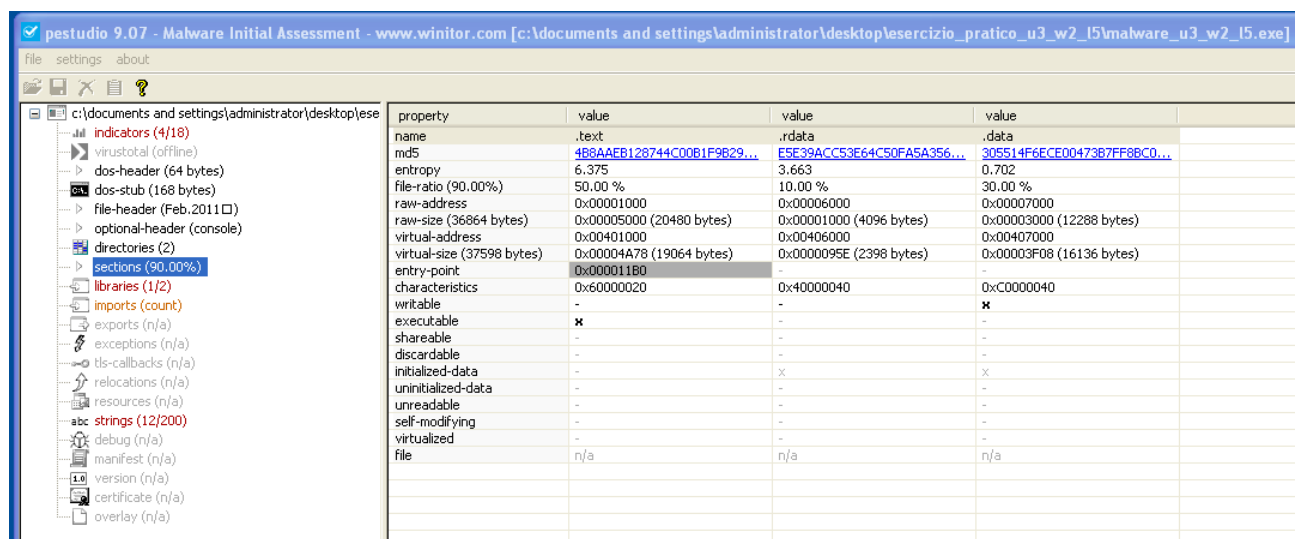 pestudio 9.07 - Malware Initial Assessment - www.winitor.com [c:\documents and settings\administrator\desktop\esercizio_pratico_u3_w2_l5\malware_u3_w2_l5.exe]
file settings about
c:\documents and settings\administrator\desktop\ese
indicators (4/18)
virustotal (offline)
dos-header (64 bytes)
dos-stub (168 bytes)
file-header (Feb.2011□)
optional-header (console)
directories (2)
sections (90.00%)
libraries (1/2)
imports (count)
exports (n/a)
exceptions (n/a)
tls-callbacks (n/a)
relocations (n/a)
resources (n/a)
abc strings (12/200)
debug (n/a)
manifest (n/a)
1.0 version (n/a)
certificate (n/a)
overlay (n/a)
property value value value
name .text .rdata .data
md5 4B8AAEB128744C00B1F9B29... E5E39ACC53E64C50FA5A356... 305514F6ECE00473B7FF8BC0...
entropy 6.375 3.663 0.702
file-ratio (90.00%) 50.00 % 10.00 % 30.00 %
raw-address 0x00001000 0x00006000 0x00007000
raw-size (36864 bytes) 0x00005000 (20480 bytes) 0x00001000 (4096 bytes) 0x00003000 (12288 bytes)
virtual-address 0x00401000 0x00406000 0x00407000
virtual-size (37598 bytes) 0x00004A78 (19064 bytes) 0x0000095E (2398 bytes) 0x00003F08 (16136 bytes)
entry-point 0x000011B0 - -
characteristics 0x60000020 0x40000040 0xC0000040
writable - - x
executable x - -
shareable - - -
discardable - - -
initialized-data - x x
uninitialized-data - - -
unreadable - - -
self-modifying - - -
virtualized - - -
file n/a n/a n/a